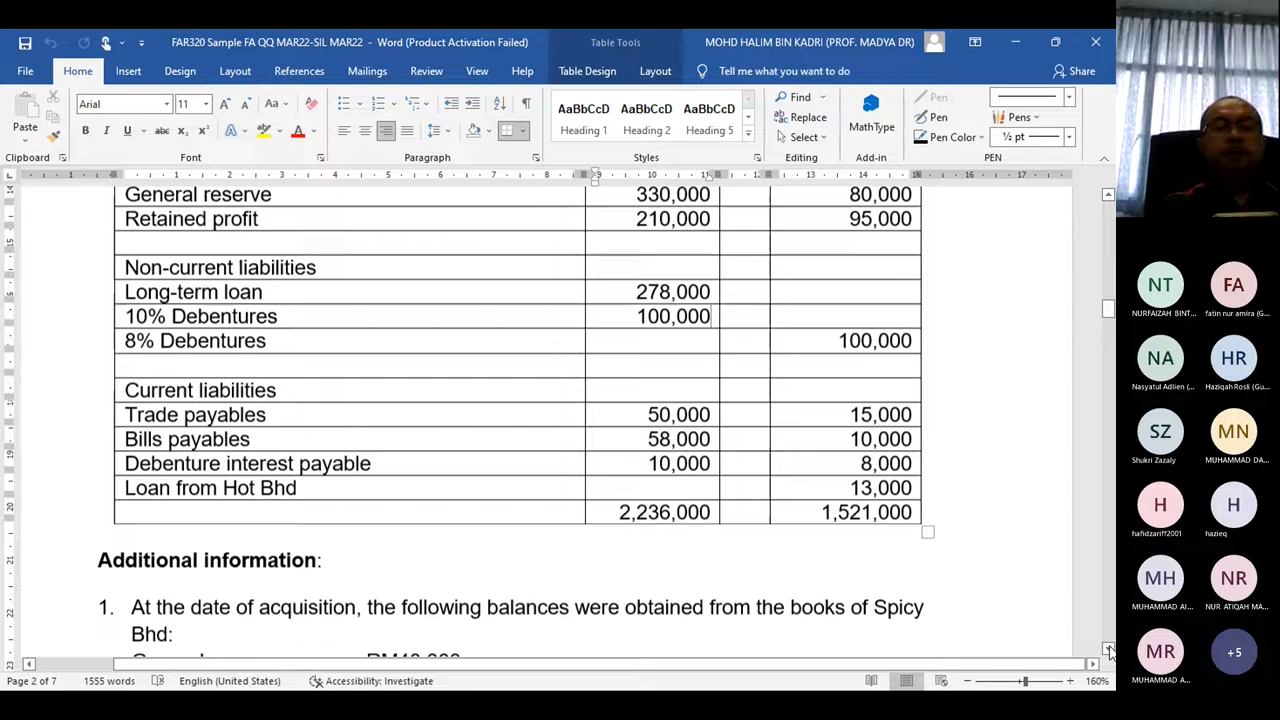 FAR320 Sample FA QQ MAR22-SIL MAR22 - Word (Product Activation Failed)
Table Tools
MOHD HALIM BIN KADRI (PROF. MADYA DR)
File Home Insert Design Layout References Mailings Review View Help Table Design Layout Tell me what you want to do Share
Paste
Arial 11
AaBbCcD AaBbCcD AaBbCcD
Heading 1 Heading 2 Heading 3
Find
Replace
Select
MathType
Pen
Pen
Pen Color
Pens
½ pt
Clipboard Font Paragraph Styles Editing Add-in PEN
General reserve 330,000 80,000
Retained profit 210,000 95,000
Non-current liabilities
Long-term loan 278,000
10% Debentures 100,000
8% Debentures 100,000
Current liabilities
Trade payables 50,000 15,000
Bills payables 58,000 10,000
Debenture interest payable 10,000 8,000
Loan from Hot Bhd 13,000
2,236,000 1,521,000
Additional information:
1. At the date of acquisition, the following balances were obtained from the books of Spicy
Bhd:
Page 2 of 7 1555 words English (United States) Accessibility: Investigate 160%
NT FA
NURFAIZAH BINT... fatin nur amira (G...
NA HR
Nasyatul Adlien (... Haziqah Rosli (Gu...
SZ MN
Shukri Zazaly MUHAMMAD DA...
H H
hafidzariff2001 hazieq
MH NR
MUHAMMAD AI... NUR ATIQAH MA...
MR +5
MUHAMMAD A...